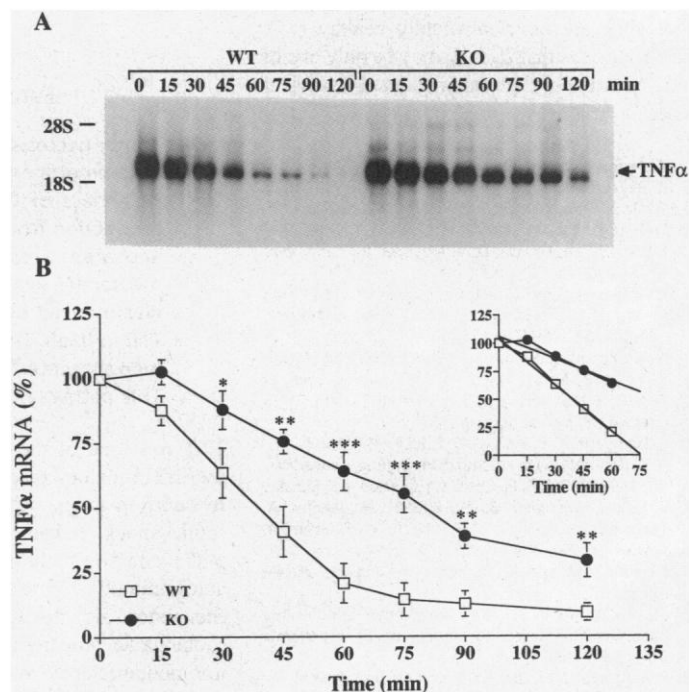 A
WT KO
0 15 30 45 60 75 90 120 0 15 30 45 60 75 90 120 min
28S
18S
TNFα
B
TNFα mRNA (%)
125
100
75
50
25
0
* ** *** *** ** **
WT
KO
0 15 30 45 60 75 90 105 120 135
Time (min)
125
100
75
50
25
0
0 15 30 45 60 75
Time (min)